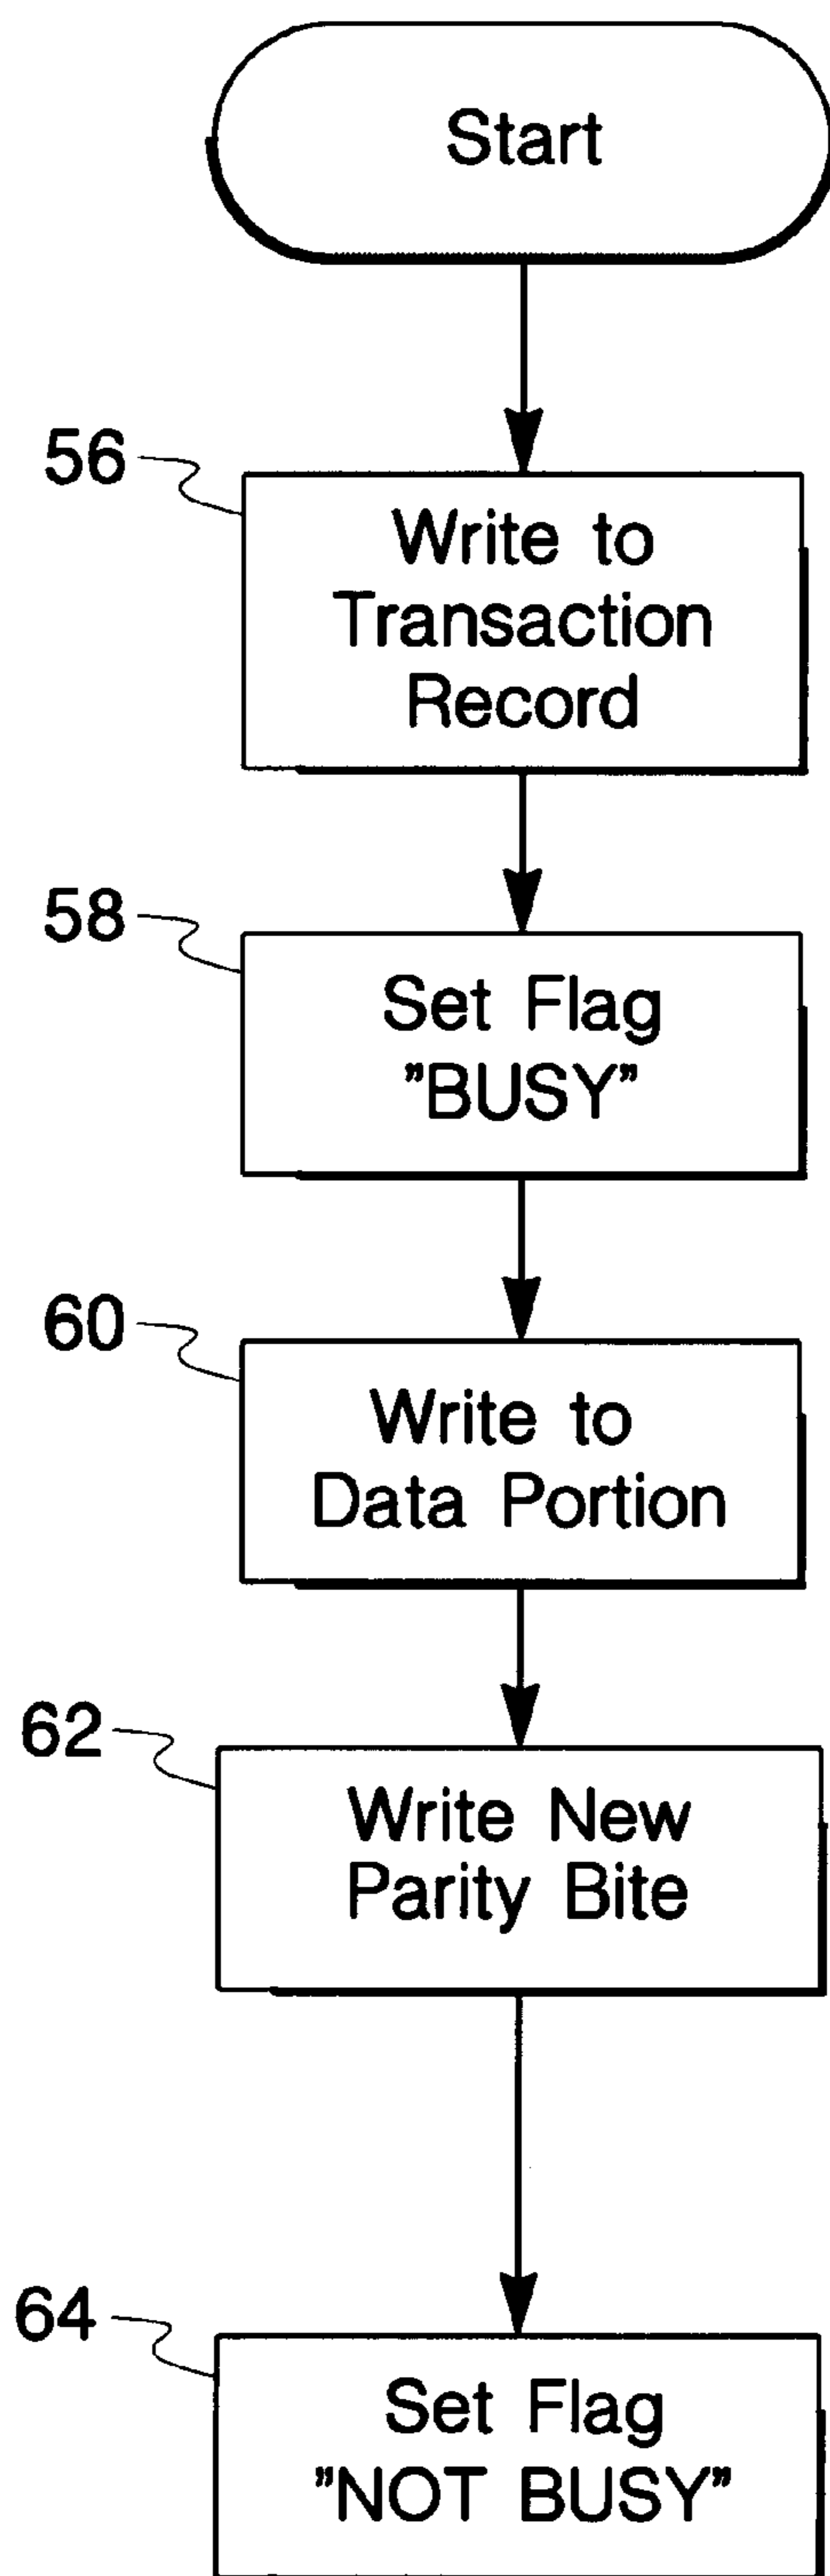 Start
56
Write to
Transaction
Record
58
Set Flag
"BUSY"
60
Write to
Data Portion
62
Write New
Parity Bite
64
Set Flag
"NOT BUSY"